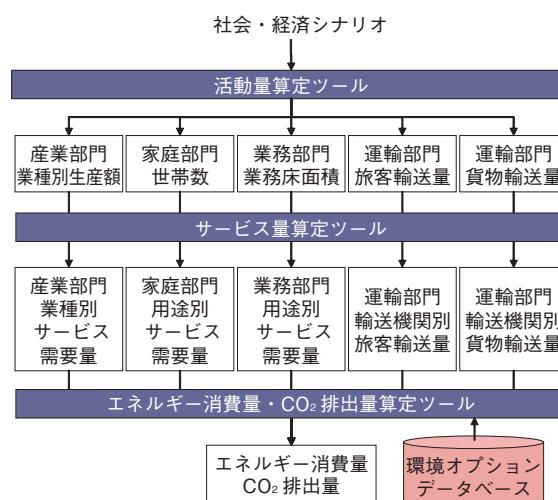 社会・経済シナリオ
活動量算定ツール
産業部門
業種別生産額
家庭部門
世帯数
業務部門
業務床面積
運輸部門
旅客輸送量
運輸部門
貨物輸送量
サービス量算定ツール
産業部門
業種別
サービス
需要量
家庭部門
用途別
サービス
需要量
業務部門
用途別
サービス
需要量
運輸部門
輸送機関別
旅客輸送量
運輸部門
輸送機関別
貨物輸送量
エネルギー消費量・CO₂排出量算定ツール
エネルギー消費量
CO₂排出量
環境オプション
データベース